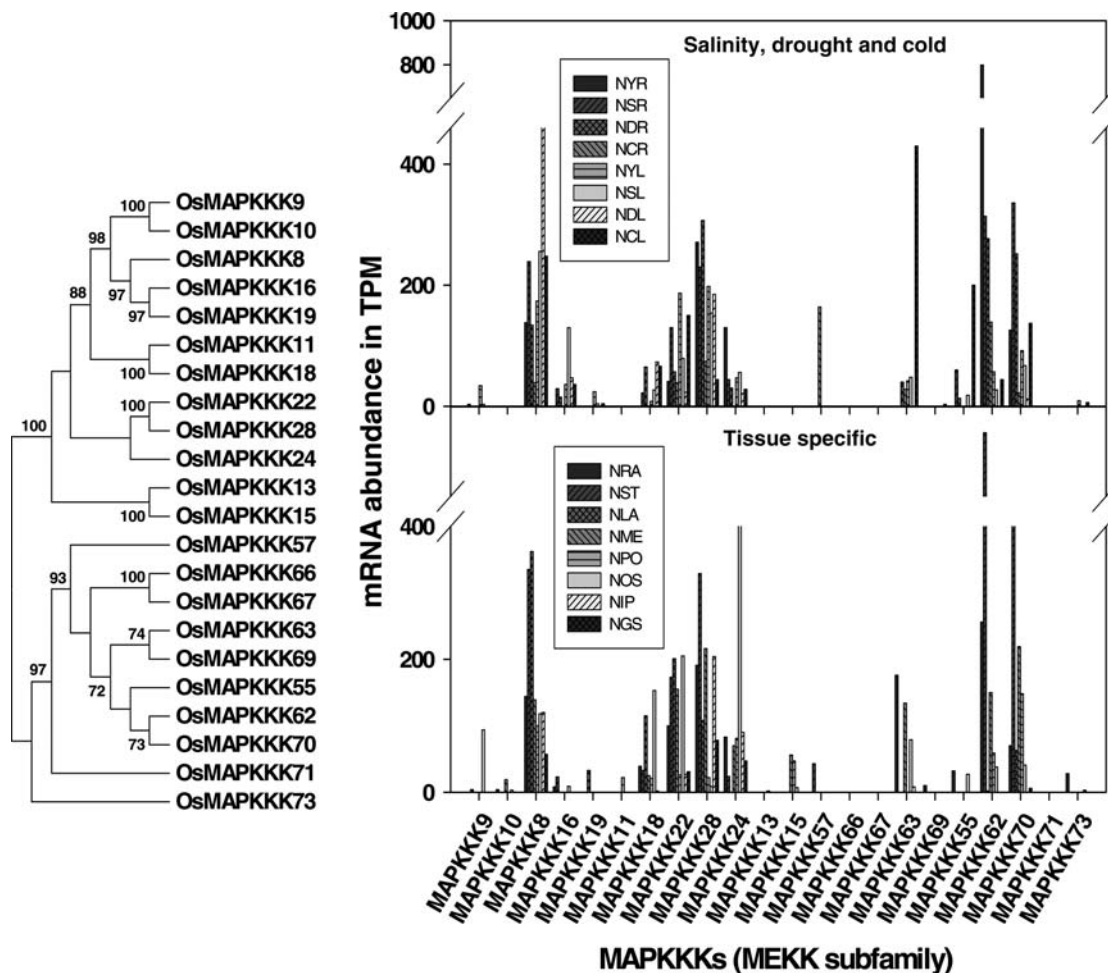 OsMAPKKK9
OsMAPKKK10
OsMAPKKK8
OsMAPKKK16
OsMAPKKK19
OsMAPKKK11
OsMAPKKK18
OsMAPKKK22
OsMAPKKK28
OsMAPKKK24
OsMAPKKK13
OsMAPKKK15
OsMAPKKK57
OsMAPKKK66
OsMAPKKK67
OsMAPKKK63
OsMAPKKK69
OsMAPKKK55
OsMAPKKK62
OsMAPKKK70
OsMAPKKK71
OsMAPKKK73
100
98
97
97
88
100
100
100
100
93
100
74
97
72
73
mRNA abundance in TPM
1000
800
400
200
0
Salinity, drought and cold
NYR
NSR
NDR
NCR
NYL
NSL
NDL
NCL
400
200
0
Tissue specific
NRA
NST
NLA
NME
NPO
NOS
NIP
NGS
MAPKKK9
MAPKKK10
MAPKKK8
MAPKKK16
MAPKKK19
MAPKKK11
MAPKKK18
MAPKKK22
MAPKKK28
MAPKKK24
MAPKKK13
MAPKKK15
MAPKKK57
MAPKKK66
MAPKKK67
MAPKKK63
MAPKKK69
MAPKKK55
MAPKKK62
MAPKKK70
MAPKKK71
MAPKKK73
MAPKKKs (MEKK subfamily)